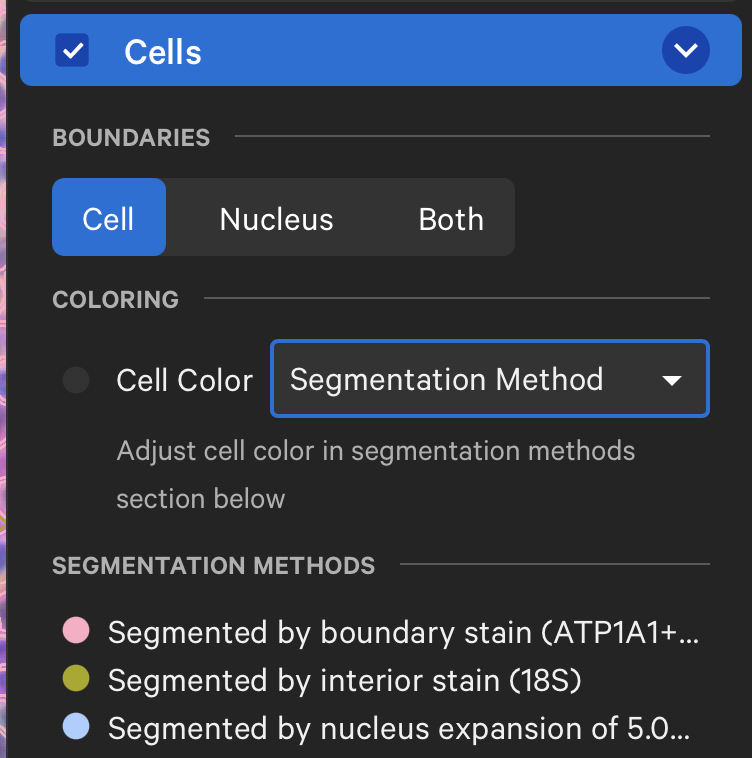 Cells
BOUNDARIES
Cell Nucleus Both
COLORING
Cell Color Segmentation Method
Adjust cell color in segmentation methods
section below
SEGMENTATION METHODS
Segmented by boundary stain (ATP1A1+...
Segmented by interior stain (18S)
Segmented by nucleus expansion of 5.0...